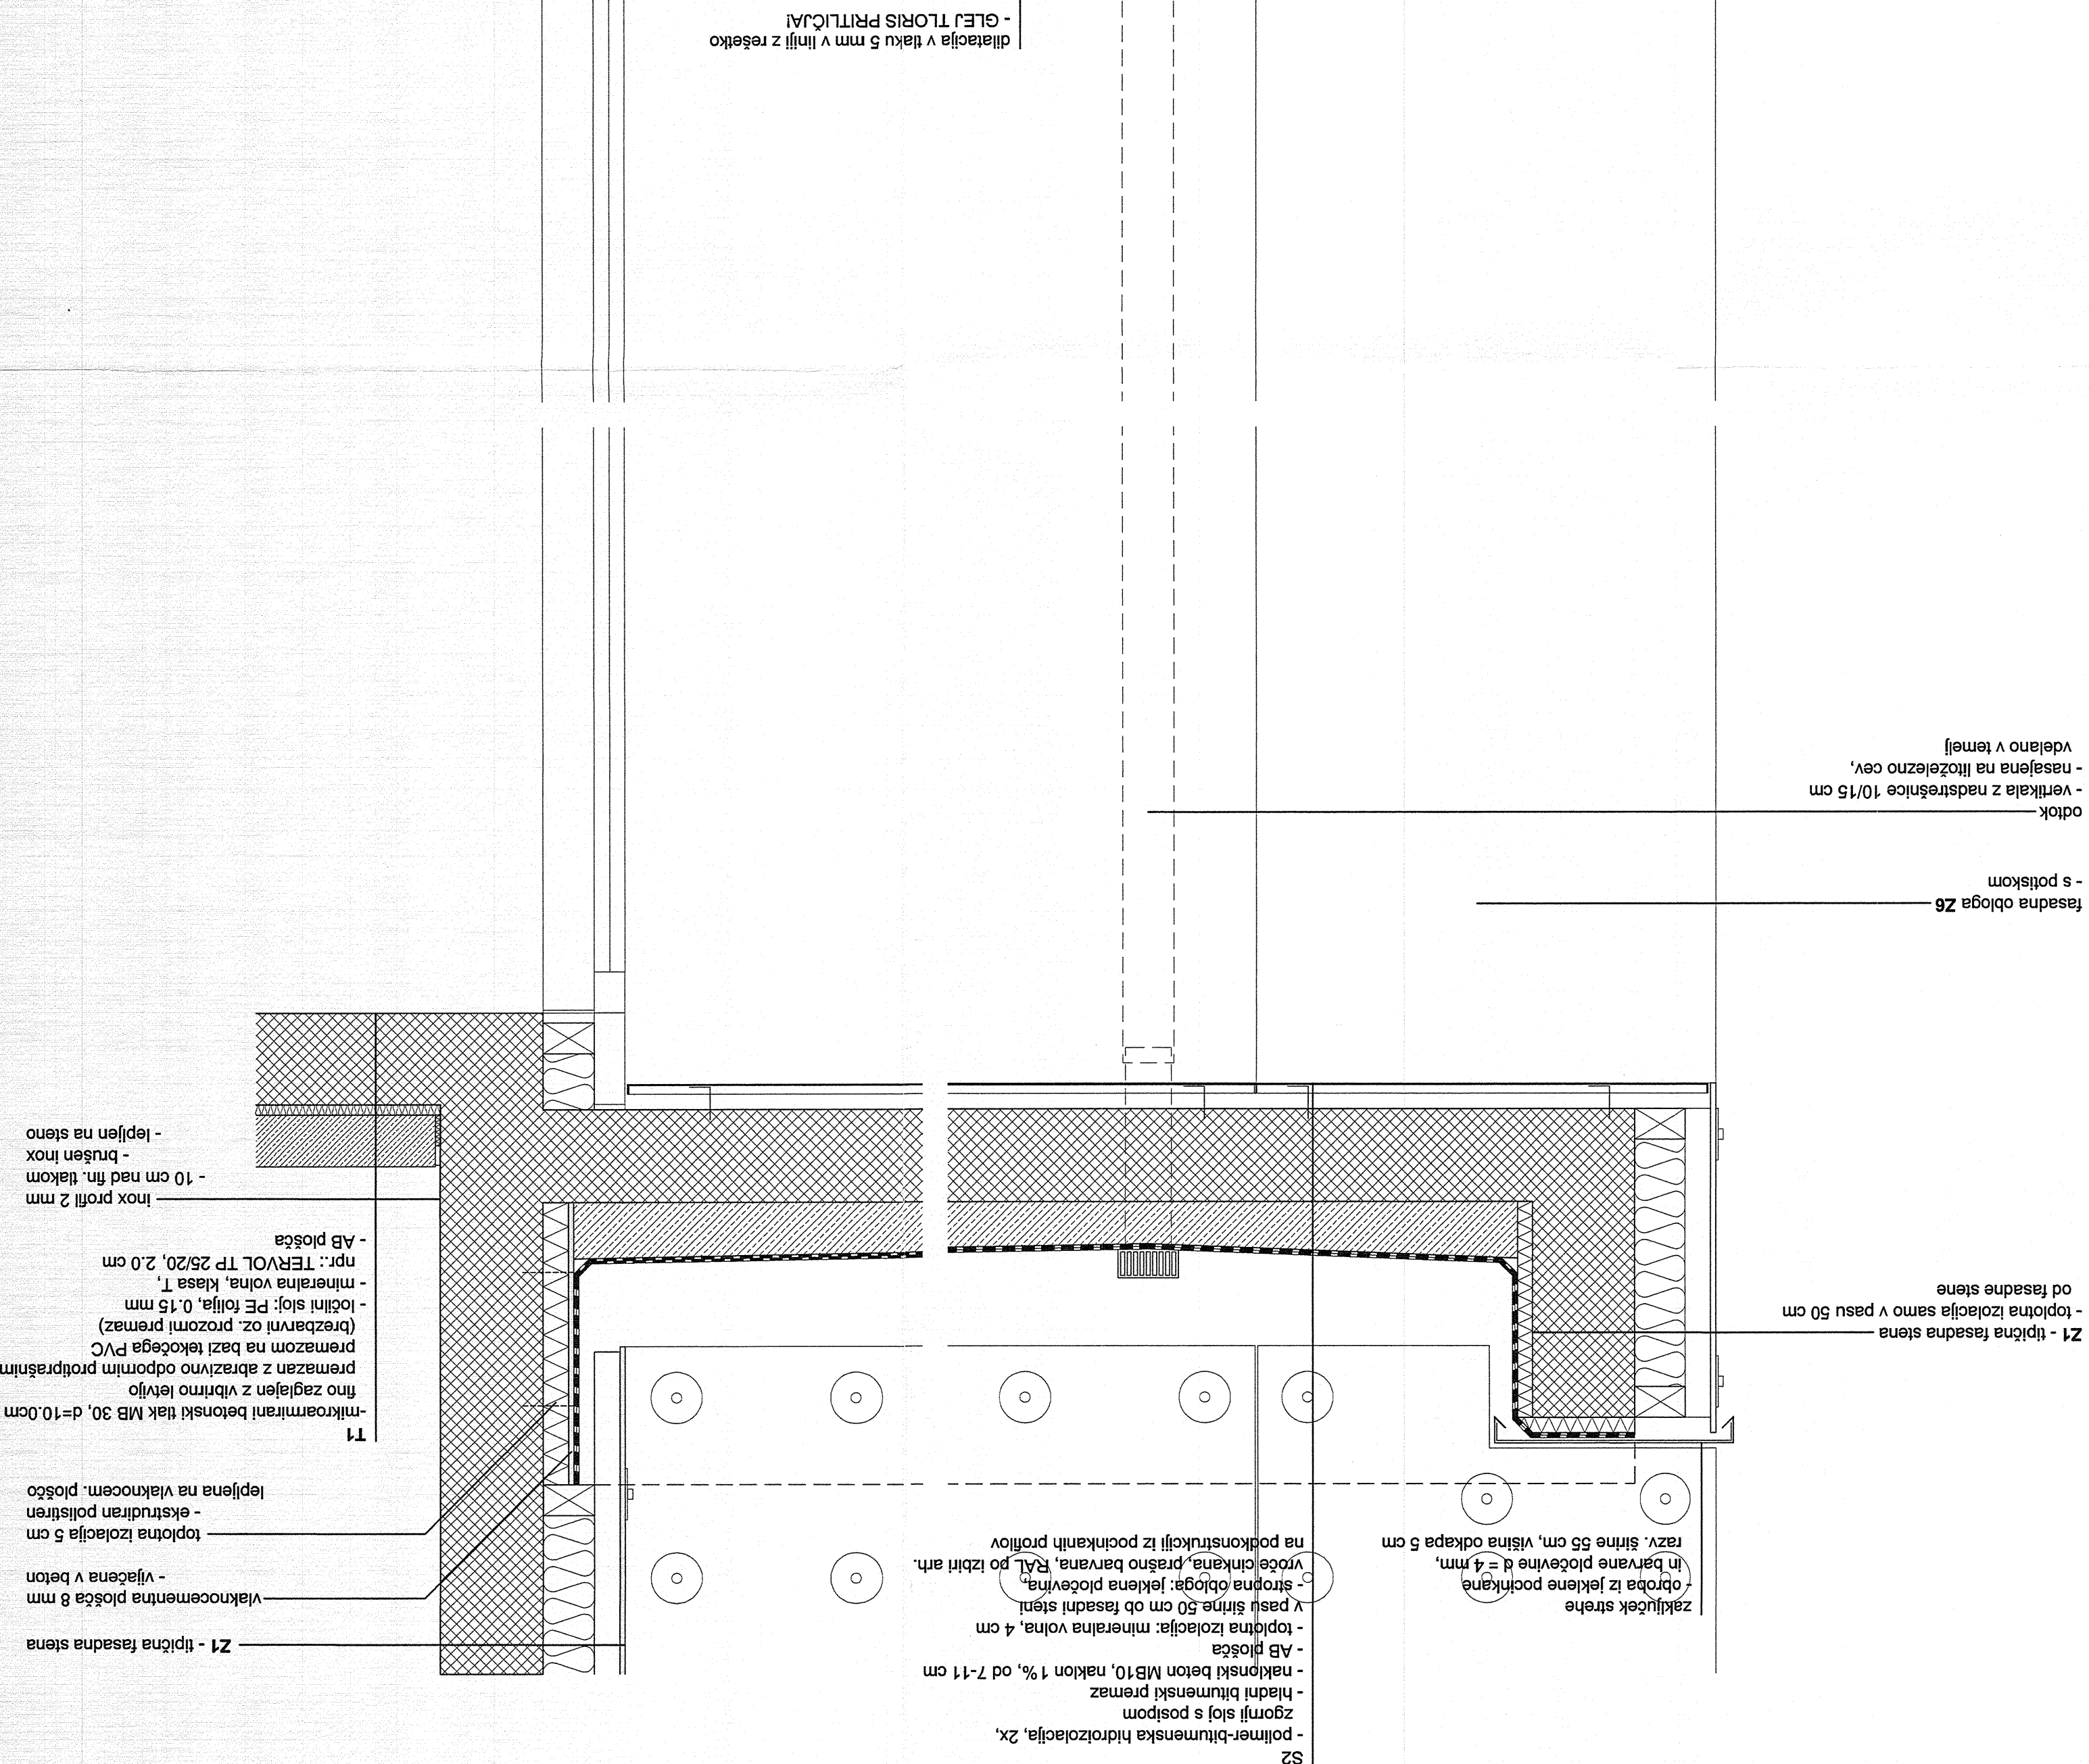 S2
- polimer-bitumenska hidroizolacija, 2x,
zgornji sloj s posipom
- hladni bitumenski premaz
- naklonski beton MB10, naklon 1%, od 7-11 cm
- AB plošča
- toplotna izolacija: mineralna volna, 4 cm
v pasu širine 50 cm ob fasadni steni
- stropna obloga: jeklena pločevina,
vroče cinkana, prašno barvana, RAL po izbiri arh.
na podkonstrukciji iz pocinkanih profilov
zaključek strehe
- obroba iz jeklene pocinkane
in barvane pločevine d = 4 mm,
razv. širine 55 cm, višina odkapa 5 cm
Z1 - tipična fasadna stena
vlaknocementna plošča 8 mm
- vijačena v beton
toplotna izolacija 5 cm
- ekstrudiran polistiren
lepljena na vlaknocem. ploščo
T1
-mikroarmirani betonski tlak MB 30, d=10.0cm
fino zaglajen z vibrirno letvijo
premazan z abrazivno odpornim protiprašnim
premazom na bazi tekočega PVC
(brezbarvni oz. prozorni premaz)
- ločilni sloj: PE folija, 0.15 mm
- mineralna volna, klasa T,
npr.: TERVOL TP 25/20, 2.0 cm
- AB plošča
inox profil 2 mm
- 10 cm nad fin. tlakom
- brušen inox
- lepljen na steno
Z1 - tipična fasadna stena
- toplotna izolacija samo v pasu 50 cm
od fasadne stene
fasadna obloga Z6
- s potiskom
odtok
- vertikala z nadstrešnice 10/15 cm
- nasajena na litoželezno cev,
vdelano v temelj
dilatacija v tlaku 5 mm v liniji z rešetko
- GLEJ TLORIS PRITLIČJA!